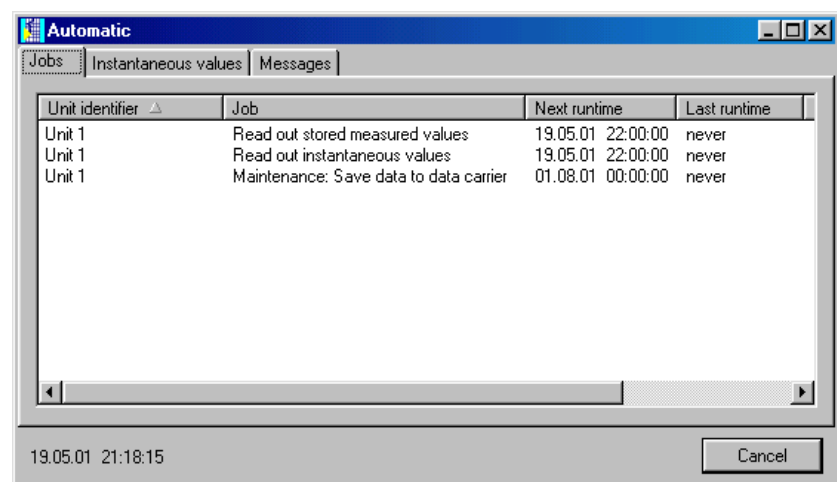 Automatic
Jobs Instantaneous values Messages
Unit identifier Job Next runtime Last runtime
Unit 1 Read out stored measured values 19.05.01 22:00:00 never
Unit 1 Read out instantaneous values 19.05.01 22:00:00 never
Unit 1 Maintenance: Save data to data carrier 01.08.01 00:00:00 never
19.05.01 21:18:15 Cancel